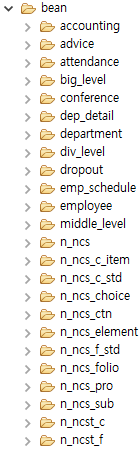 bean
accounting
advice
attendance
big_level
conference
dep_detail
department
div_level
dropout
emp_schedule
employee
middle_level
n_ncs
n_ncs_c_item
n_ncs_c_std
n_ncs_choice
n_ncs_ctn
n_ncs_element
n_ncs_f_std
n_ncs_folio
n_ncs_pro
n_ncs_sub
n_ncst_c
n_ncst_f